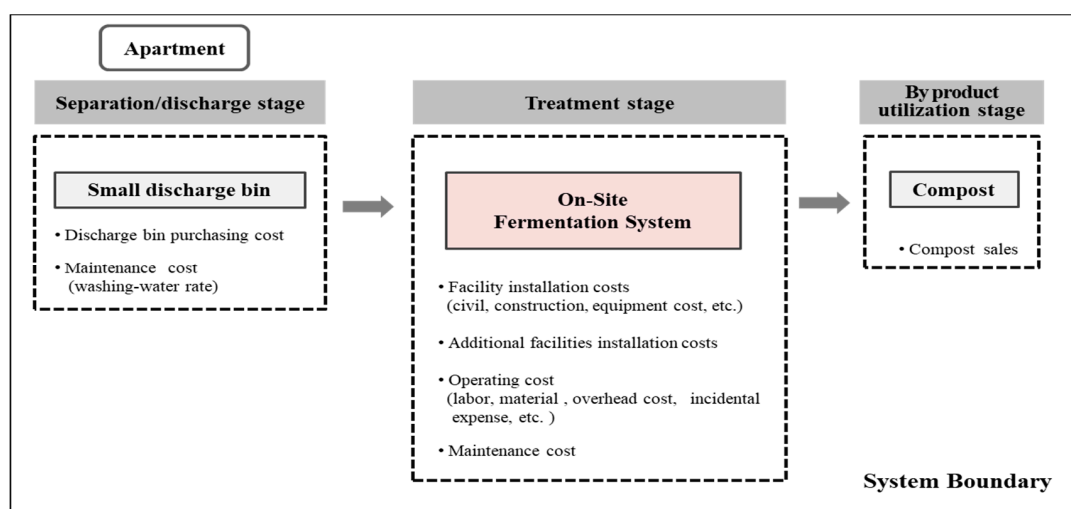 Apartment
Separation/discharge stage
Small discharge bin
• Discharge bin purchasing cost
• Maintenance cost
(washing-water rate)
Treatment stage
On-Site
Fermentation System
• Facility installation costs
(civil, construction, equipment cost, etc.)
• Additional facilities installation costs
• Operating cost
(labor, material , overhead cost, incidental
expense, etc. )
• Maintenance cost
By product
utilization stage
Compost
• Compost sales
System Boundary